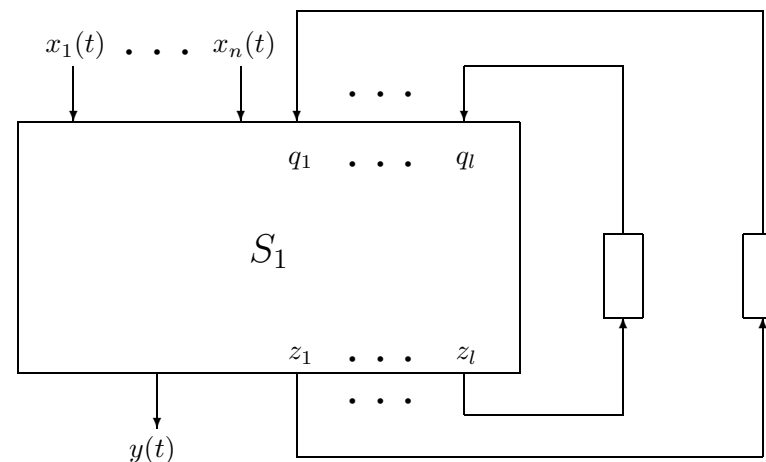 x₁(t) . . . xₙ(t)
. . .
q₁ . . . qₗ
S₁
z₁ . . . zₗ
. . .
y(t)